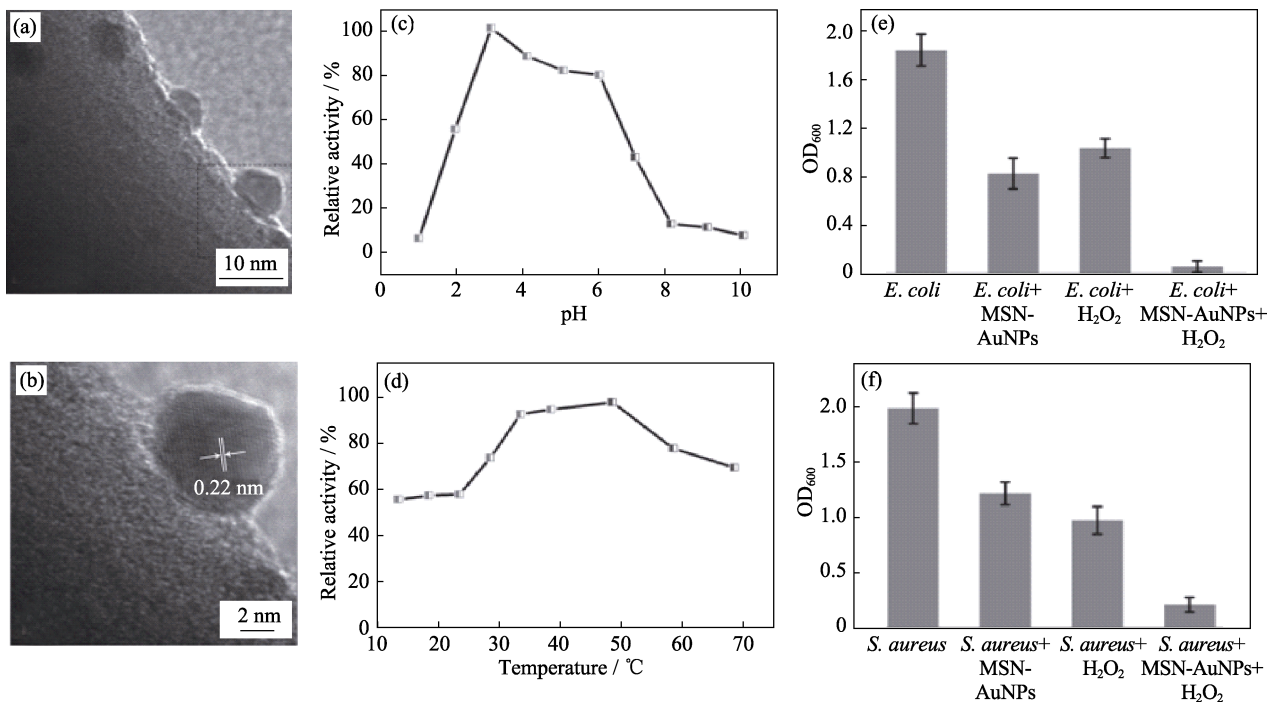 (a)
10 nm
(b)
0.22 nm
2 nm
(c)
Relative activity / %
100
80
60
40
20
0
0 2 4 6 8 10
pH
(d)
Relative activity / %
100
80
60
40
20
0
10 20 30 40 50 60 70
Temperature / ℃
(e)
OD₆₀₀
2.0
1.6
1.2
0.8
0.4
0
E. coli E. coli+ E. coli+ E. coli+
MSN- H₂O₂ MSN-AuNPs+
AuNPs H₂O₂
(f)
OD₆₀₀
2.0
1.5
1.0
0.5
0
S. aureus S. aureus+ S. aureus+ S. aureus+
MSN- H₂O₂ MSN-AuNPs+
AuNPs H₂O₂